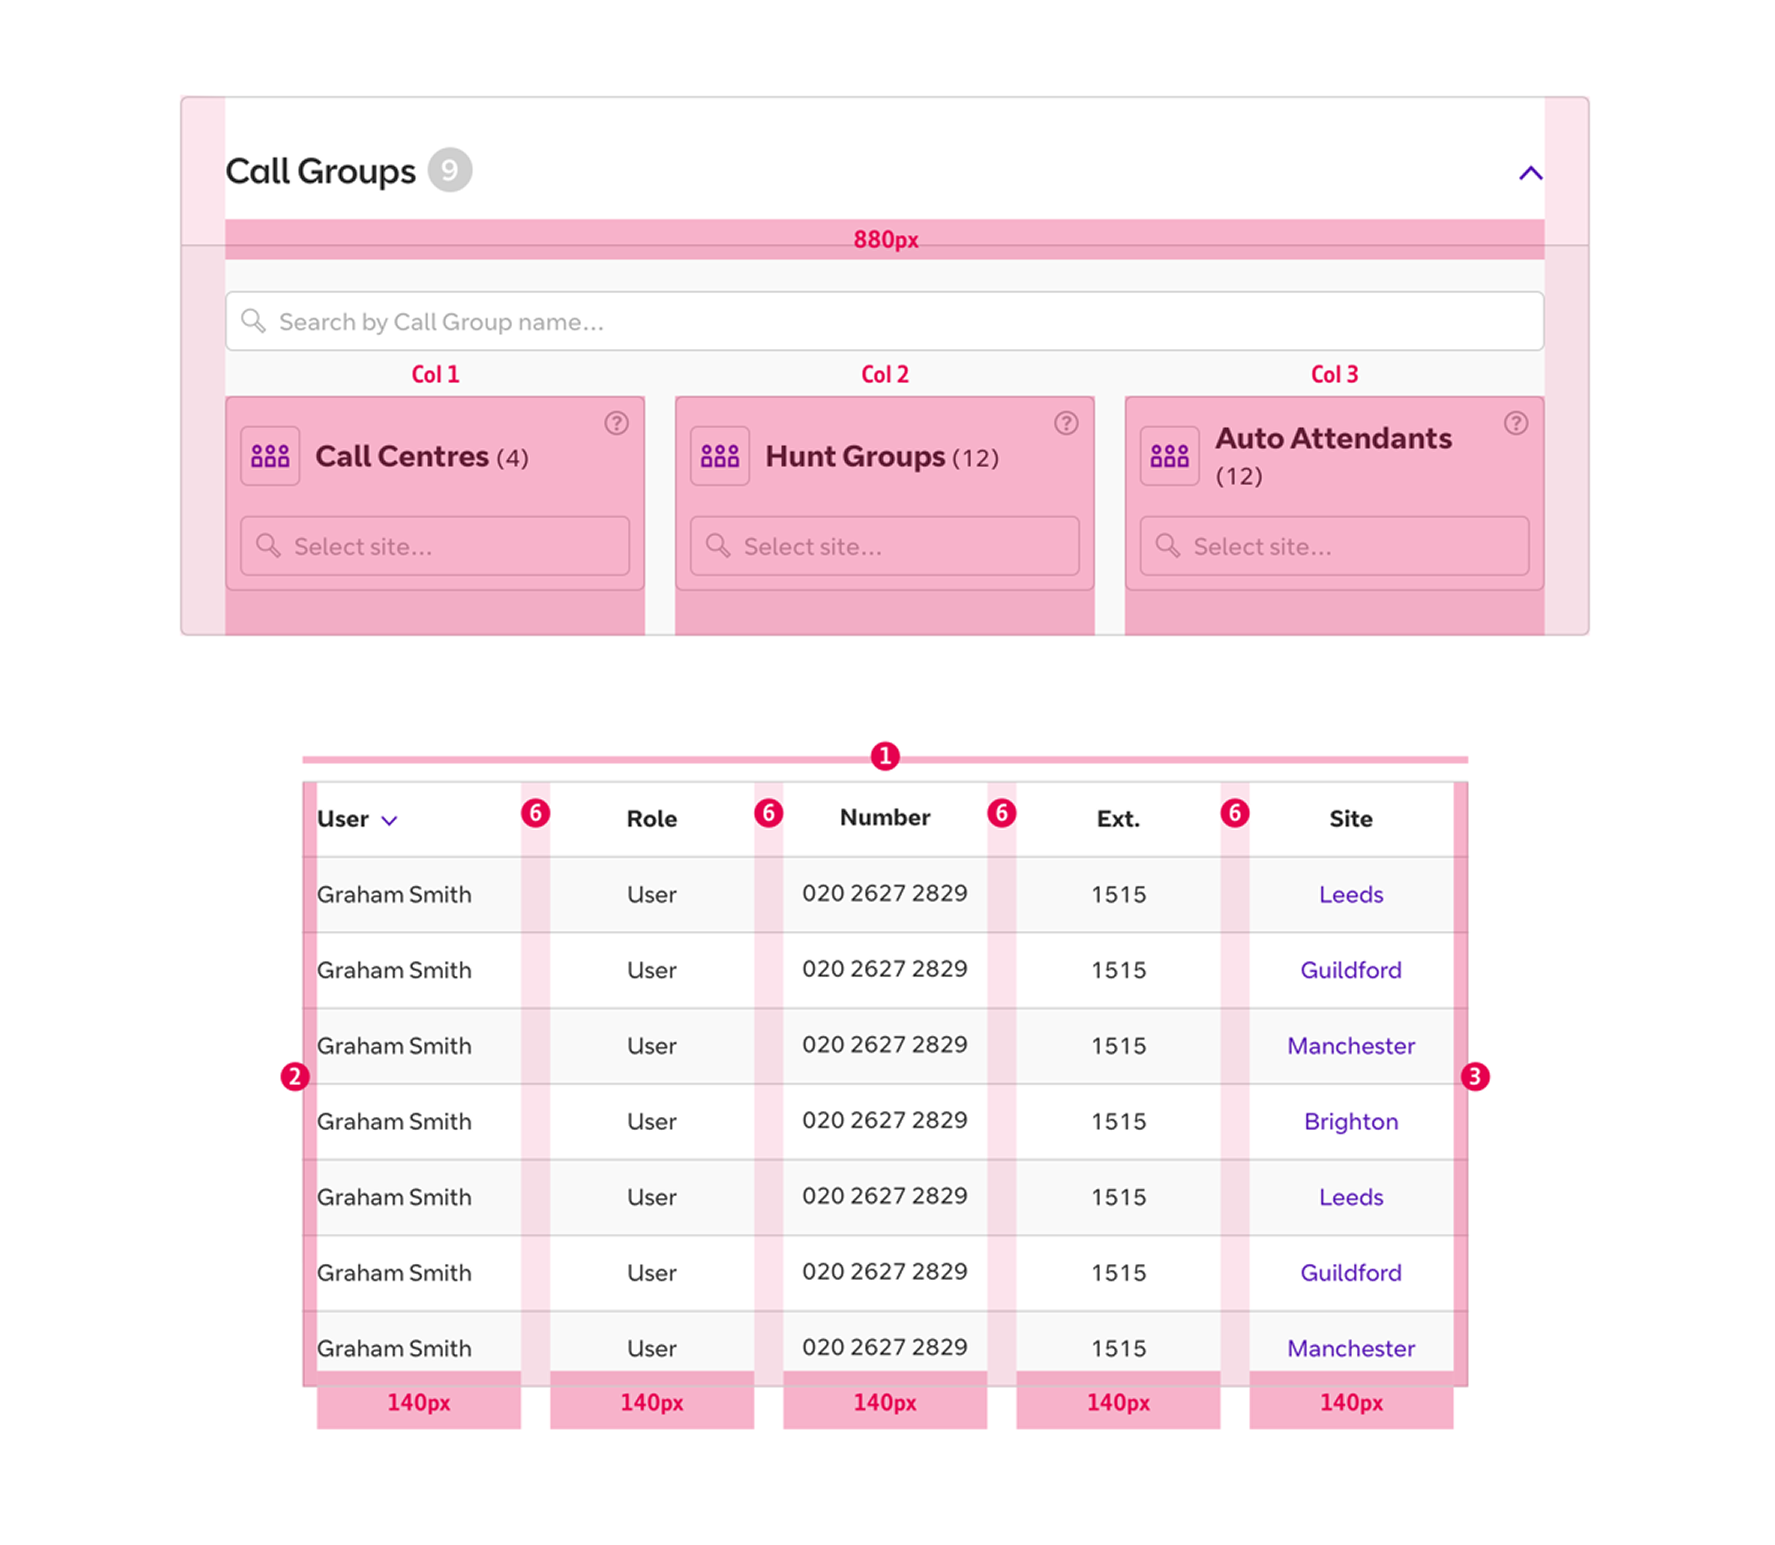 Call Groups 9
880px
Search by Call Group name...
Col 1 Col 2 Col 3
Call Centres (4) ?
Hunt Groups (12) ?
Auto Attendants ?
(12)
Select site... Select site... Select site...
1
User 6 Role 6 Number 6 Ext. 6 Site
Graham Smith User 020 2627 2829 1515 Leeds
Graham Smith User 020 2627 2829 1515 Guildford
Graham Smith User 020 2627 2829 1515 Manchester
2 3
Graham Smith User 020 2627 2829 1515 Brighton
Graham Smith User 020 2627 2829 1515 Leeds
Graham Smith User 020 2627 2829 1515 Guildford
Graham Smith User 020 2627 2829 1515 Manchester
140px 140px 140px 140px 140px